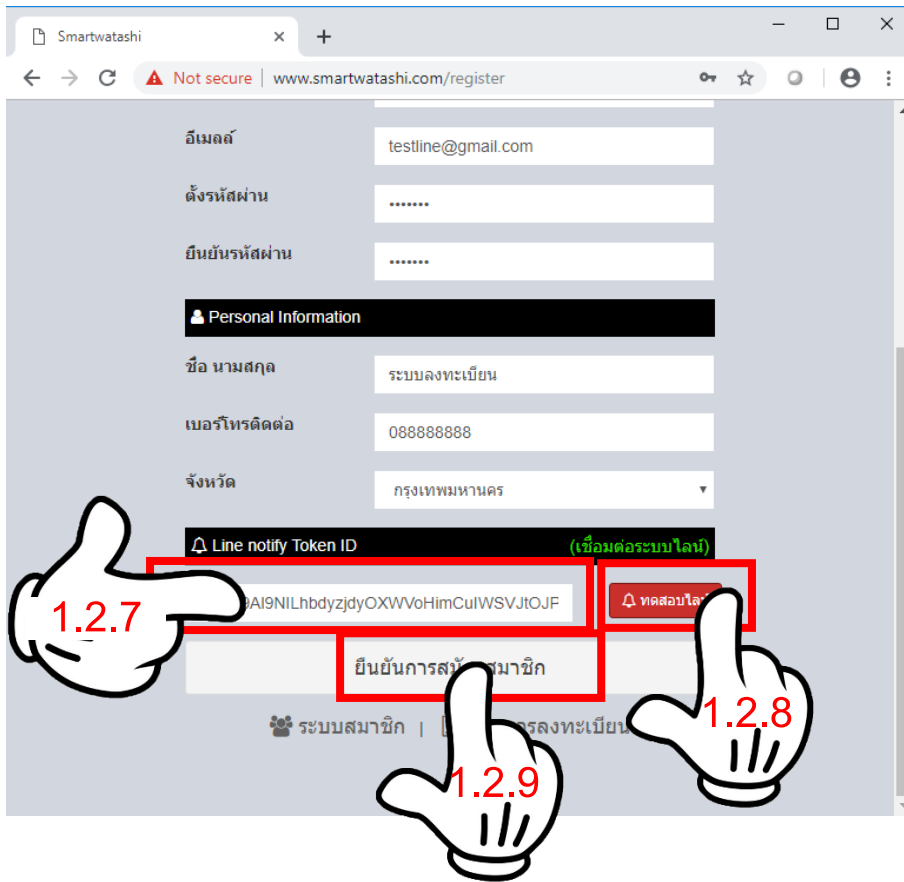 Smartwatashi
Not secure | www.smartwatashi.com/register
อีเมลล์
testline@gmail.com
ตั้งรหัสผ่าน
•••••••
ยืนยันรหัสผ่าน
•••••••
Personal Information
ชื่อ นามสกุล
ระบบลงทะเบียน
เบอร์โทรติดต่อ
088888888
จังหวัด
กรุงเทพมหานคร
Line notify Token ID (เชื่อมต่อระบบไลน์)
1.2.7
9AI9NILhbdyzjdyOXWVoHimCuIWSVJtOJF
ทดสอบ
1.2.8
ยืนยันการ สมาชิก
ระบบสมาชิก | ลงทะเบียน
1.2.9